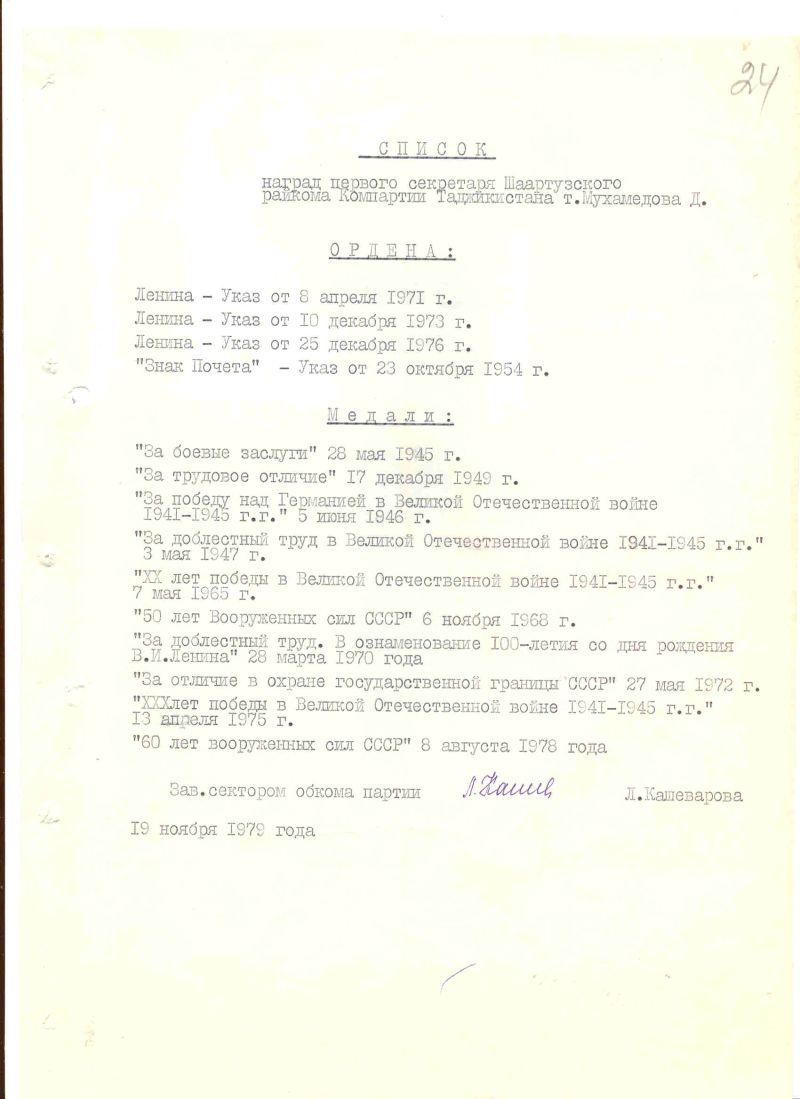 24
С П И С О К
наград первого секретаря Шаартузского
райкома Компартии Таджикистана т.Мухамедова Д.
О Р Д Е Н А :
Ленина - Указ от 8 апреля 1971 г.
Ленина - Указ от 10 декабря 1973 г.
Ленина - Указ от 25 декабря 1976 г.
"Знак Почета" - Указ от 23 октября 1954 г.
М е д а л и :
"За боевые заслуги" 28 мая 1945 г.
"За трудовое отличие" 17 декабря 1949 г.
"За победу над Германией в Великой Отечественной войне
1941-1945 г.г." 5 июня 1946 г.
"За доблестный труд в Великой Отечественной войне 1941-1945 г.г."
3 мая 1947 г.
"XX лет победы в Великой Отечественной войне 1941-1945 г.г."
7 мая 1965 г.
"50 лет Вооруженных сил СССР" 6 ноября 1968 г.
"За доблестный труд. В ознаменование 100-летия со дня рождения
В.И.Ленина" 28 марта 1970 года
"За отличие в охране государственной границы СССР" 27 мая 1972 г.
"XXXлет победы в Великой Отечественной войне 1941-1945 г.г."
13 апреля 1975 г.
"60 лет вооруженных сил СССР" 8 августа 1978 года
Зав.сектором обкома партии Л.Кашев Л.Кашеварова
19 ноября 1979 года